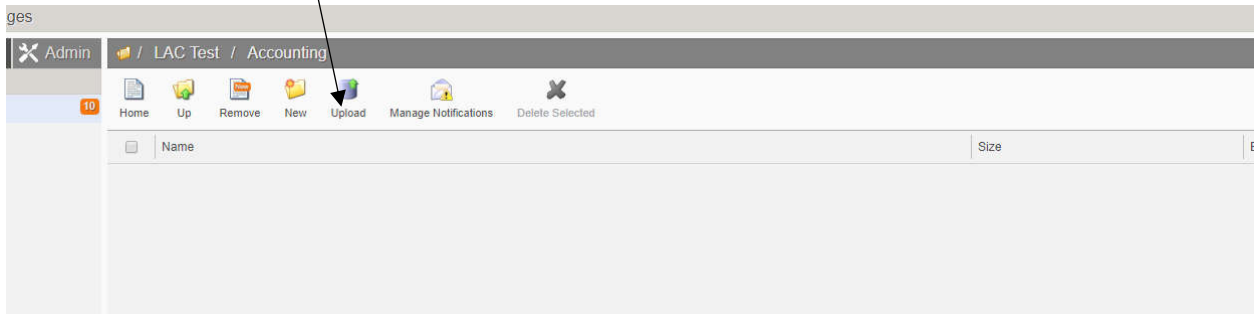 ges
Admin / LAC Test / Accounting
10
Home Up Remove New Upload Manage Notifications Delete Selected
Name Size E